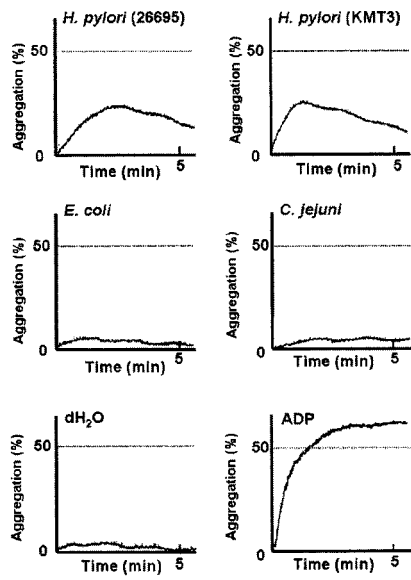 H. pylori (26695)
Aggregation (%)
50
0
5
Time (min)
H. pylori (KMT3)
Aggregation (%)
50
0
5
Time (min)
E. coli
Aggregation (%)
50
0
5
Time (min)
C. jejuni
Aggregation (%)
50
0
5
Time (min)
dH₂O
Aggregation (%)
50
0
5
Time (min)
ADP
Aggregation (%)
50
0
5
Time (min)